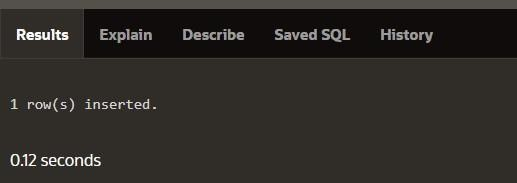 Results Explain Describe Saved SQL History
1 row(s) inserted.
0.12 seconds